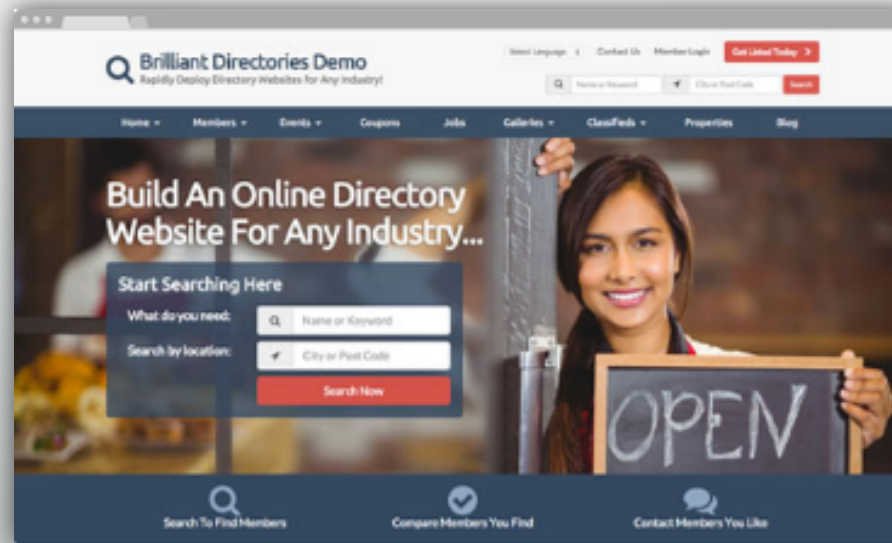 Brilliant Directories Demo
Rapidly Deploy Directory Websites for Any Industry!
Select Language
Contact Us
Member Login
Get Listed Today
Name or Keyword
City or Post Code
Search
Home
Members
Events
Coupons
Jobs
Galleries
Classifieds
Properties
Blog
Build An Online Directory
Website For Any Industry...
Start Searching Here
What do you need:
Name or Keyword
Search by location:
City or Post Code
Search Now
OPEN
Search To Find Members
Compare Members You Find
Contact Members You Like